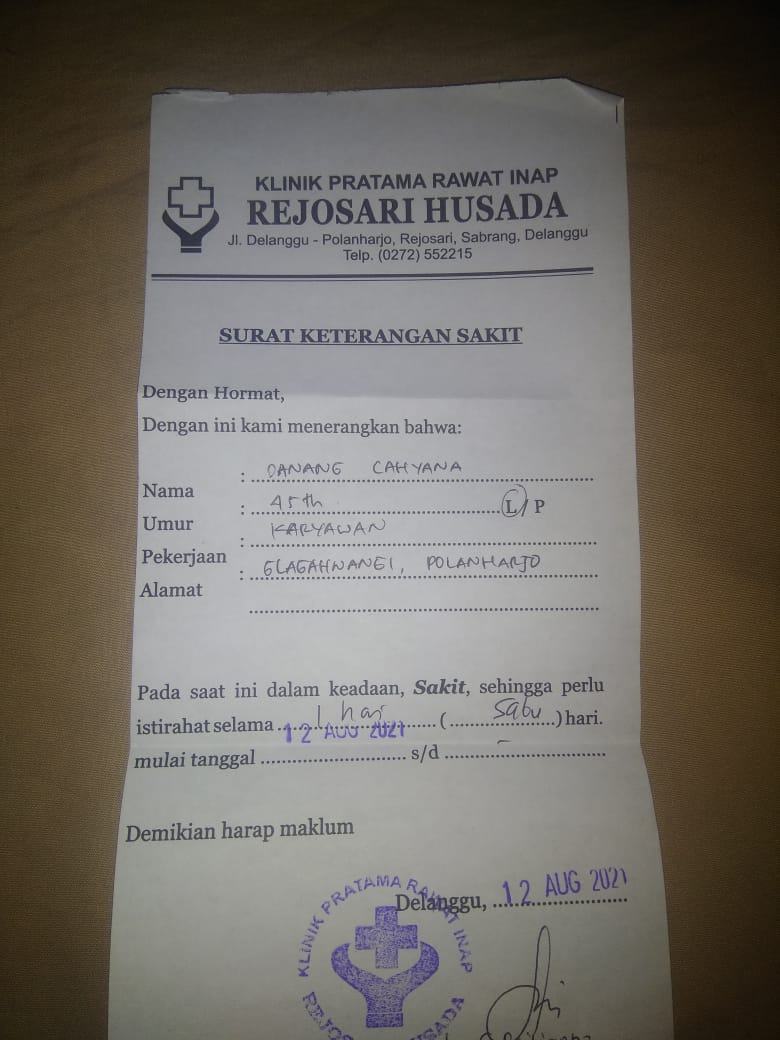 KLINIK PRATAMA RAWAT INAP
REJOSARI HUSADA
Jl. Delanggu - Polanharjo, Rejosari, Sabrang, Delanggu
Telp. (0272) 552215
SURAT KETERANGAN SAKIT
Dengan Hormat,
Dengan ini kami menerangkan bahwa:
Nama : DANANG CAHYANA
Umur : 45th L / P
Pekerjaan : KARYAWAN
Alamat : GLAGAHWANGI, POLANHARJO
Pada saat ini dalam keadaan, Sakit, sehingga perlu
istirahat selama 1 hari ( Satu ) hari.
mulai tanggal 12 AUG 2021 s/d -
Demikian harap maklum
Delanggu, 12 AUG 2021
KLINIK PRATAMA RAWAT INAP
REJOSARI HUSADA